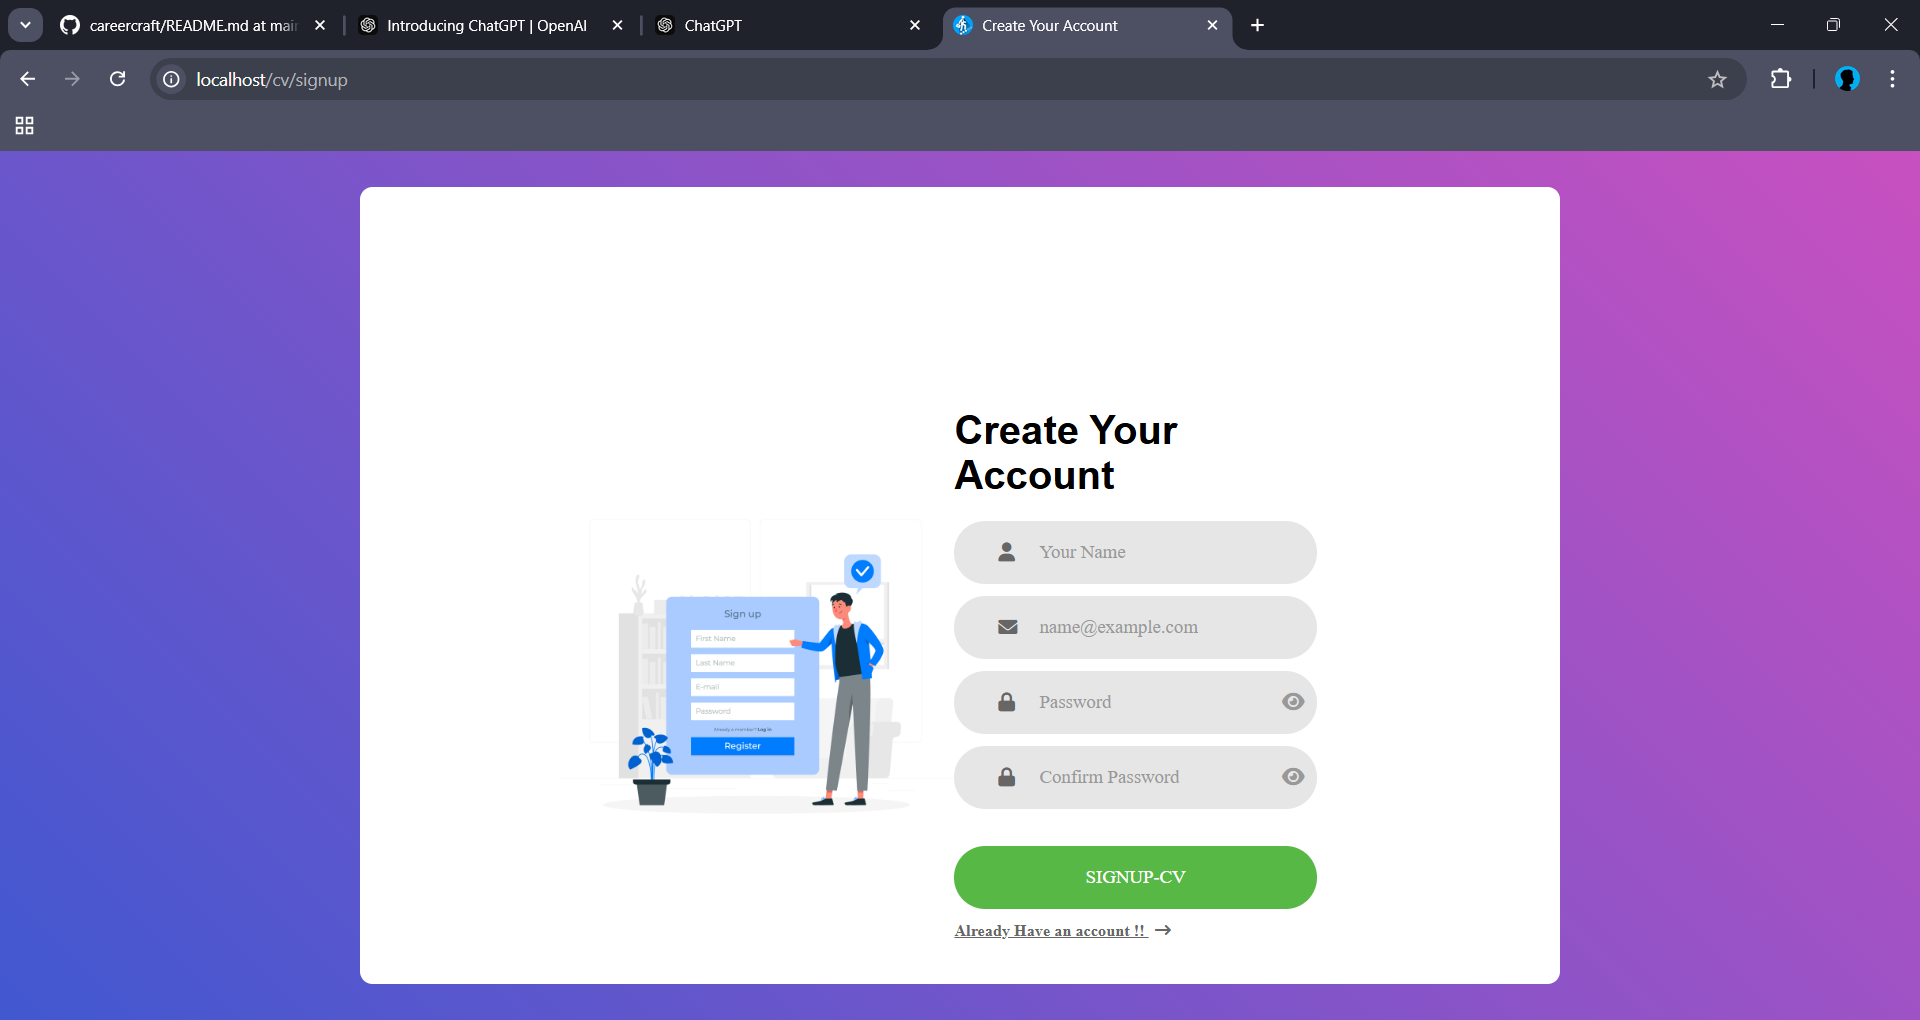 careercraft/README.md at mai
Introducing ChatGPT | OpenAI
ChatGPT
Create Your Account
localhost/cv/signup
Create Your
Account
Your Name
name@example.com
Password
Confirm Password
SIGNUP-CV
Already Have an account !!
Sign up
First Name
Last Name
E-mail
Password
Already a member? Log in
Register